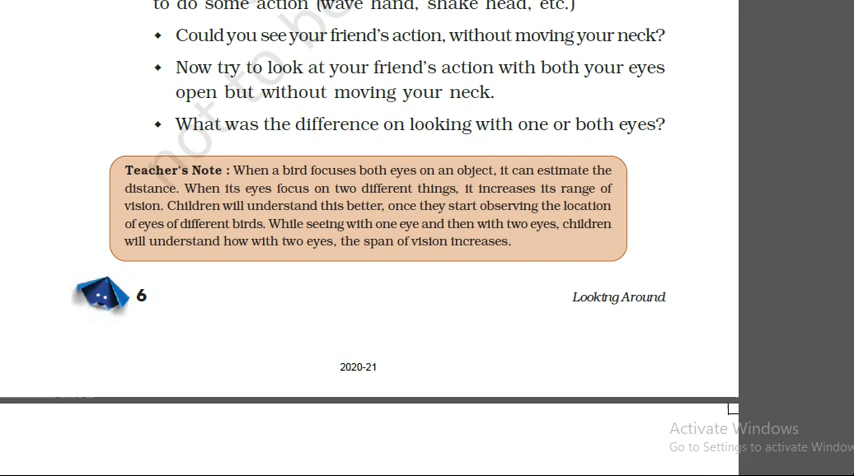 to do some action (wave hand, shake head, etc.)
• Could you see your friend's action, without moving your neck?
• Now try to look at your friend's action with both your eyes
open but without moving your neck.
• What was the difference on looking with one or both eyes?
not to be
Teacher's Note : When a bird focuses both eyes on an object, it can estimate the
distance. When its eyes focus on two different things, it increases its range of
vision. Children will understand this better, once they start observing the location
of eyes of different birds. While seeing with one eye and then with two eyes, children
will understand how with two eyes, the span of vision increases.
6
Looking Around
2020-21
Activate Windows
Go to Settings to activate Window